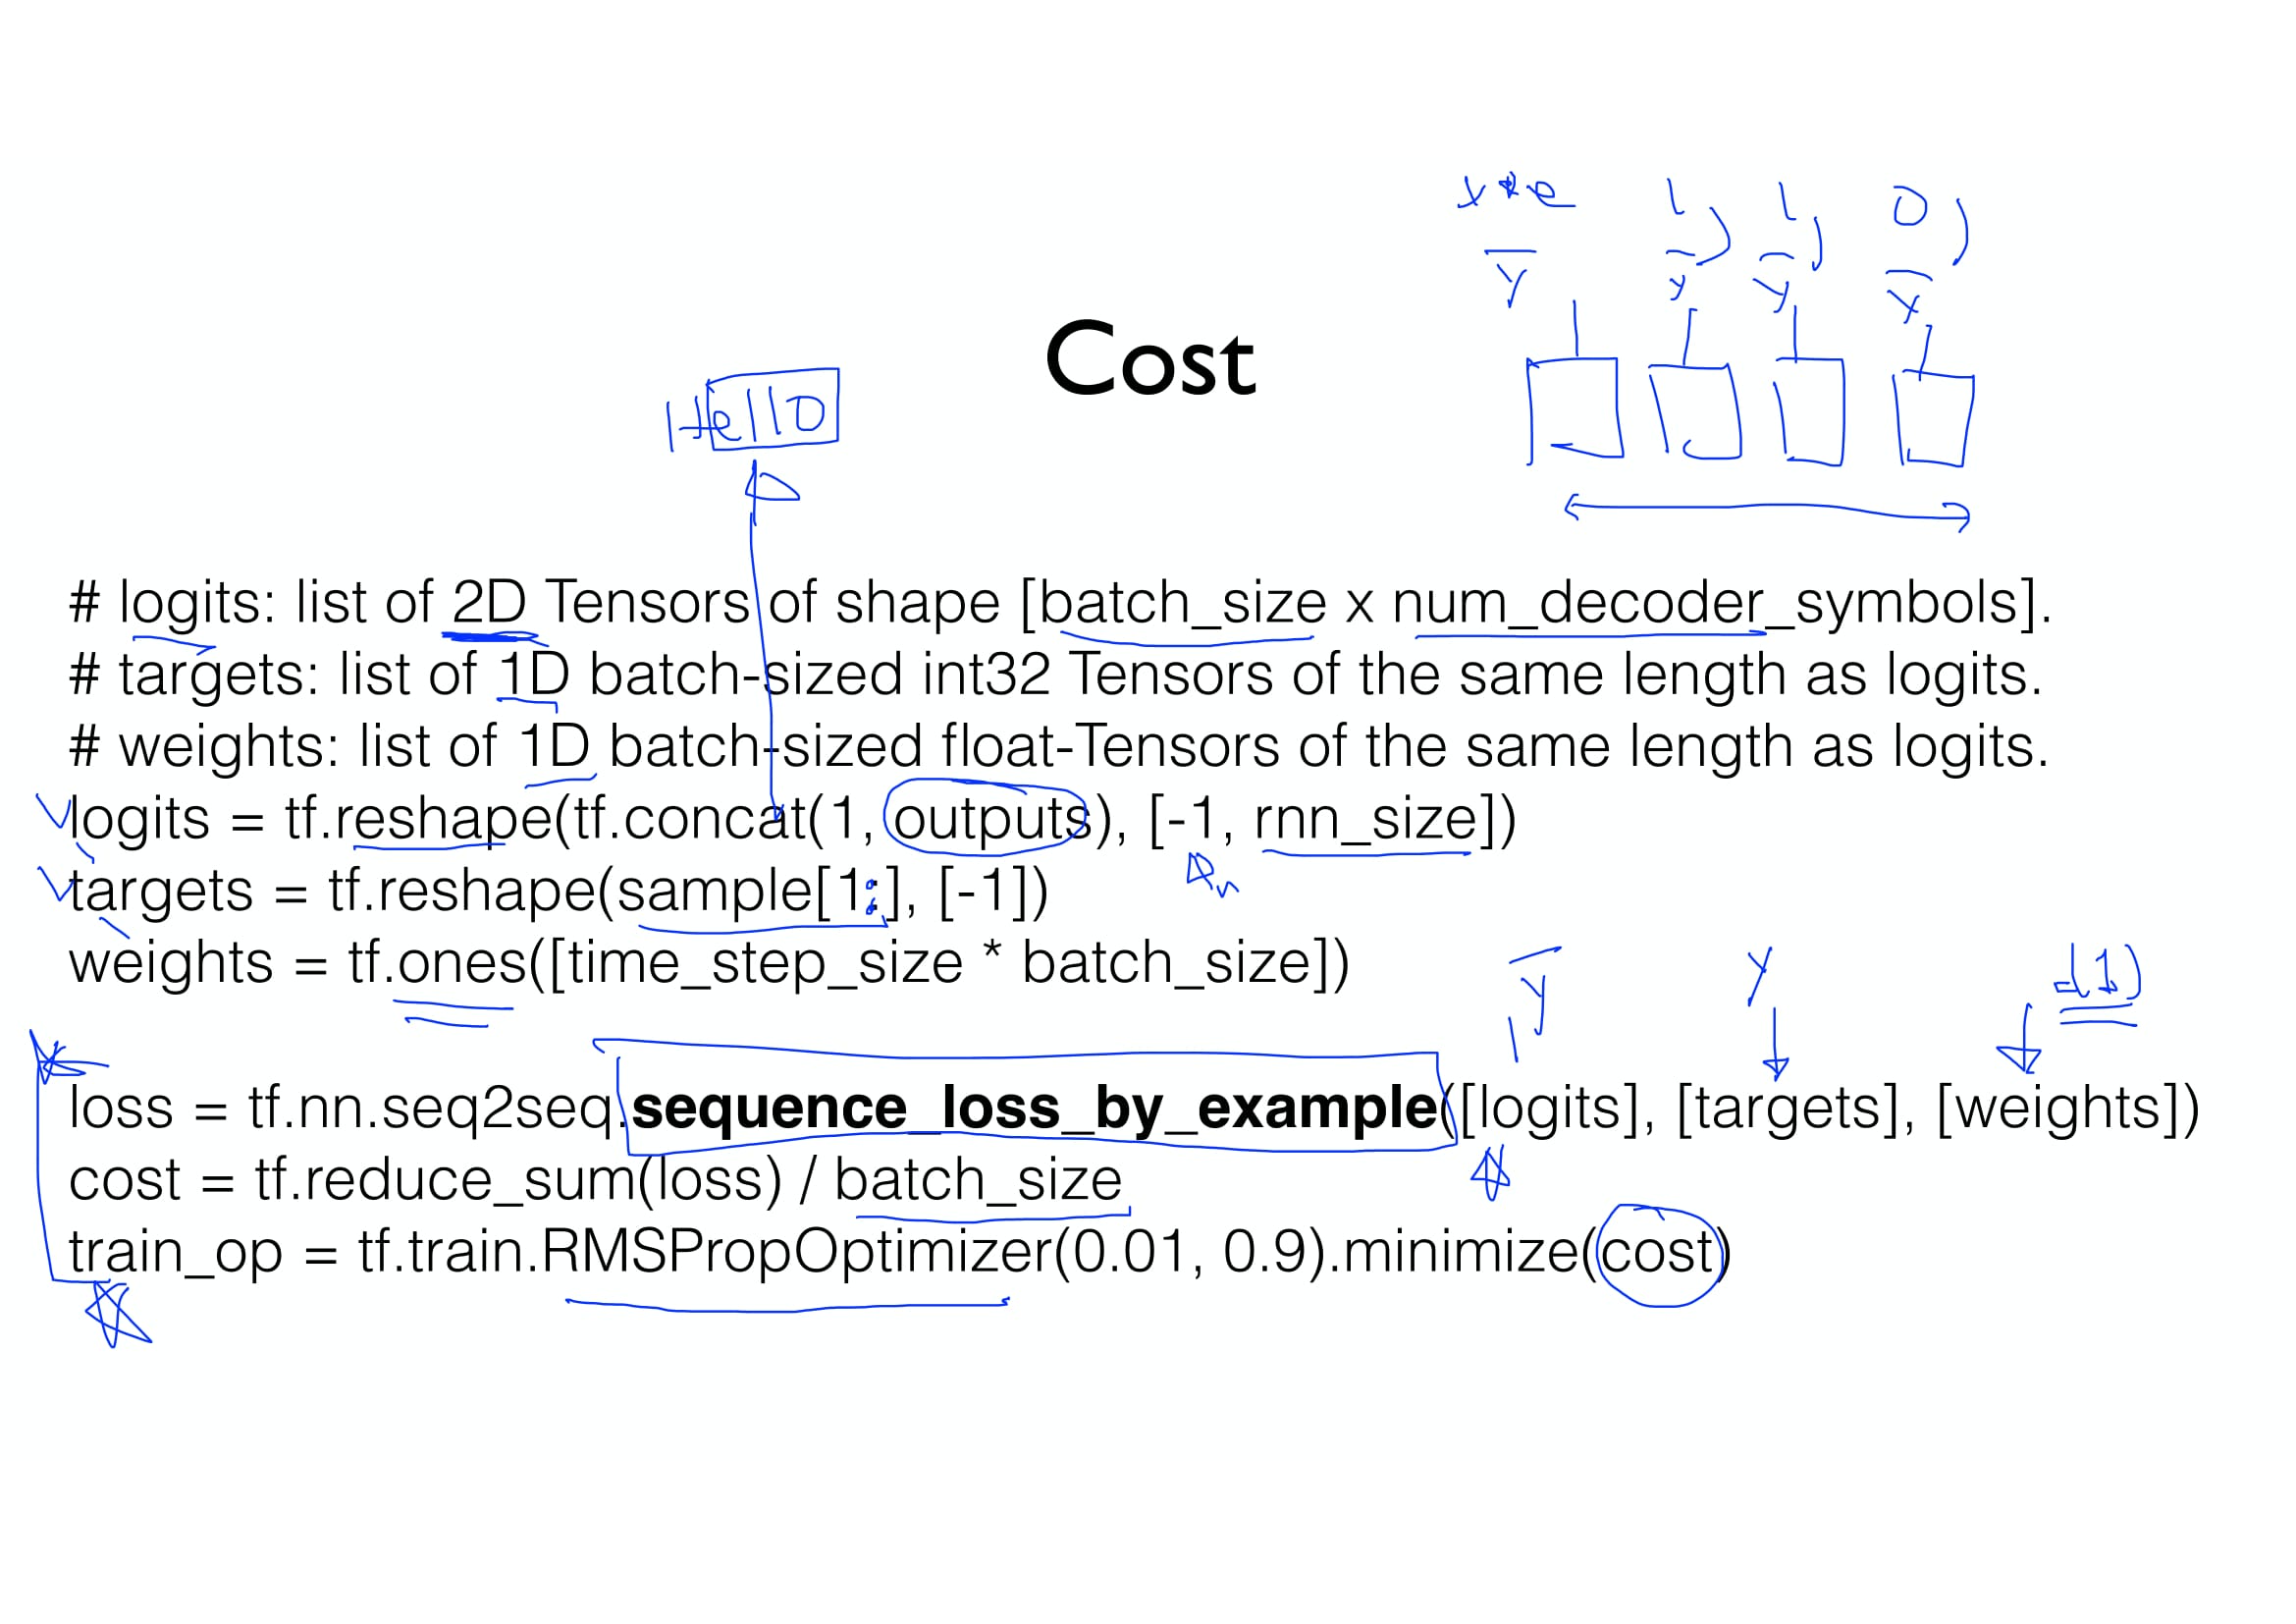 e l l 0
y y y y
Cost
Hello
# logits: list of 2D Tensors of shape [batch_size x num_decoder_symbols].
# targets: list of 1D batch-sized int32 Tensors of the same length as logits.
# weights: list of 1D batch-sized float-Tensors of the same length as logits.
logits = tf.reshape(tf.concat(1, outputs), [-1, rnn_size])
targets = tf.reshape(sample[1:], [-1])
weights = tf.ones([time_step_size * batch_size])
y y
loss = tf.nn.seq2seq.sequence_loss_by_example([logits], [targets], [weights])
cost = tf.reduce_sum(loss) / batch_size
train_op = tf.train.RMSPropOptimizer(0.01, 0.9).minimize(cost)